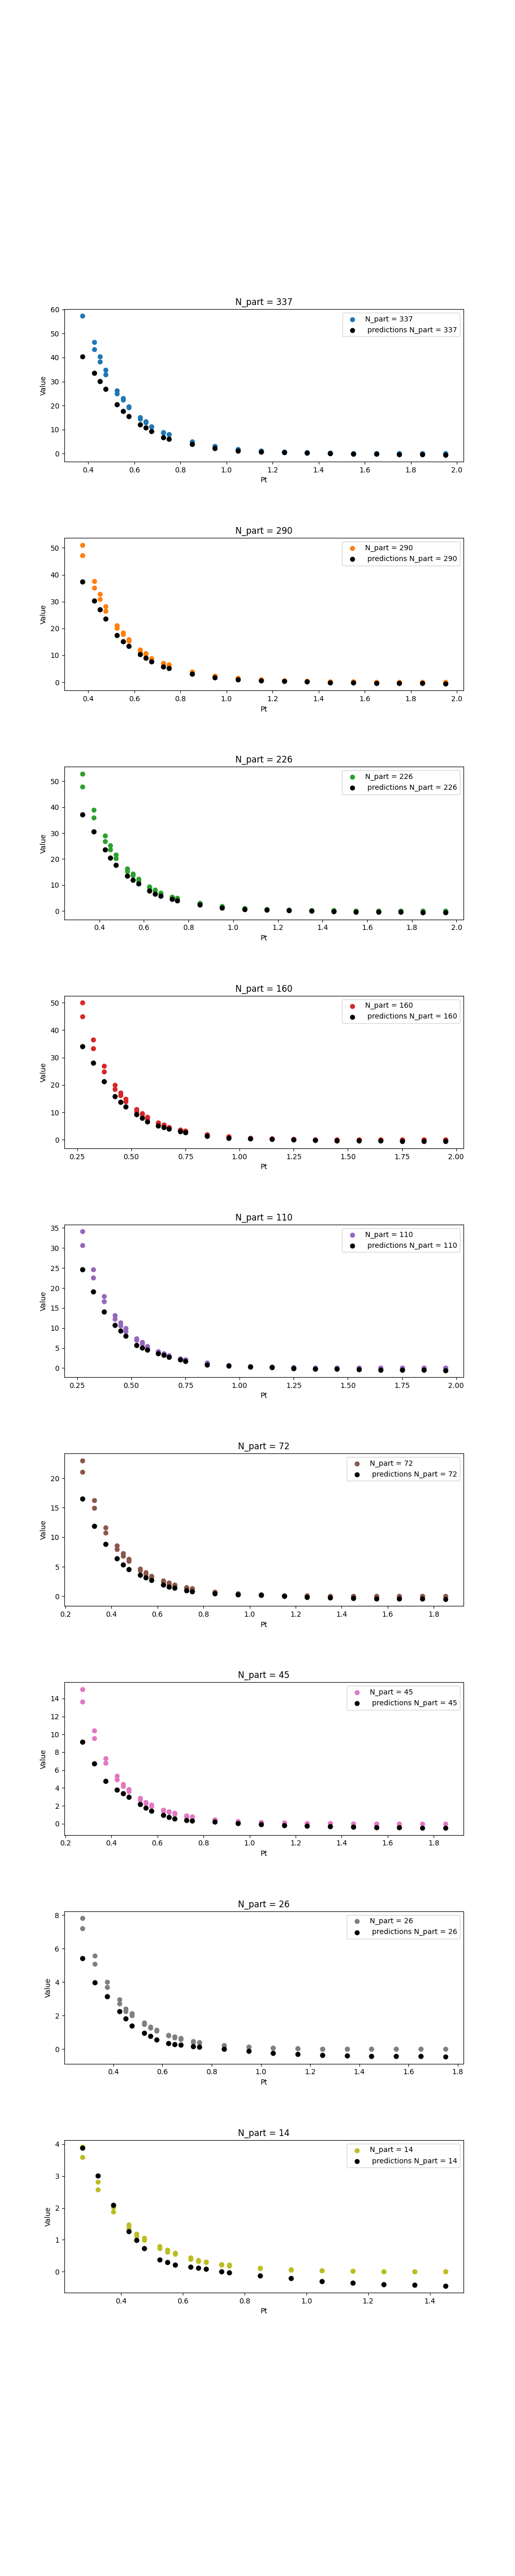 N_part = 337
60
50
40
30
20
10
0
Value
N_part = 337
predictions N_part = 337
0.4 0.6 0.8 1.0 1.2 1.4 1.6 1.8 2.0
Pt
N_part = 290
50
40
30
20
10
0
Value
N_part = 290
predictions N_part = 290
0.4 0.6 0.8 1.0 1.2 1.4 1.6 1.8 2.0
Pt
N_part = 226
50
40
30
20
10
0
Value
N_part = 226
predictions N_part = 226
0.4 0.6 0.8 1.0 1.2 1.4 1.6 1.8 2.0
Pt
N_part = 160
50
40
30
20
10
0
Value
N_part = 160
predictions N_part = 160
0.25 0.50 0.75 1.00 1.25 1.50 1.75 2.00
Pt
N_part = 110
35
30
25
20
15
10
5
0
Value
N_part = 110
predictions N_part = 110
0.25 0.50 0.75 1.00 1.25 1.50 1.75 2.00
Pt
N_part = 72
20
15
10
5
0
Value
N_part = 72
predictions N_part = 72
0.2 0.4 0.6 0.8 1.0 1.2 1.4 1.6 1.8
Pt
N_part = 45
14
12
10
8
6
4
2
0
Value
N_part = 45
predictions N_part = 45
0.2 0.4 0.6 0.8 1.0 1.2 1.4 1.6 1.8
Pt
N_part = 26
8
6
4
2
0
Value
N_part = 26
predictions N_part = 26
0.4 0.6 0.8 1.0 1.2 1.4 1.6 1.8
Pt
N_part = 14
4
3
2
1
0
Value
N_part = 14
predictions N_part = 14
0.4 0.6 0.8 1.0 1.2 1.4
Pt